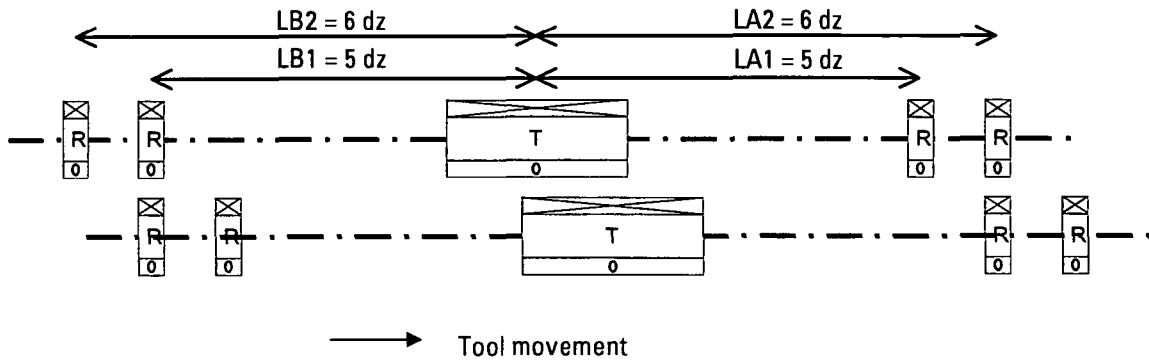 LB2 = 6 dz LA2 = 6 dz
LB1 = 5 dz LA1 = 5 dz
R R T R R
0 0 0 0 0
R R T R R
0 0 0 0 0
Tool movement